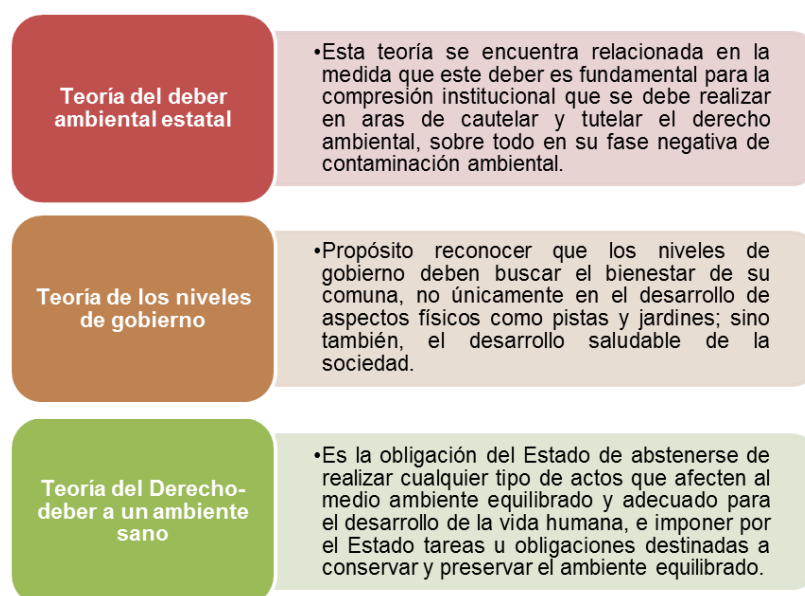 Teoría del deber
ambiental estatal
•Esta teoría se encuentra relacionada en la
medida que este deber es fundamental para la
compresión institucional que se debe realizar
en aras de cautelar y tutelar el derecho
ambiental, sobre todo en su fase negativa de
contaminación ambiental.
Teoría de los niveles
de gobierno
•Propósito reconocer que los niveles de
gobierno deben buscar el bienestar de su
comuna, no únicamente en el desarrollo de
aspectos físicos como pistas y jardines; sino
también, el desarrollo saludable de la
sociedad.
Teoría del Derecho-
deber a un ambiente
sano
•Es la obligación del Estado de abstenerse de
realizar cualquier tipo de actos que afecten al
medio ambiente equilibrado y adecuado para
el desarrollo de la vida humana, e imponer por
el Estado tareas u obligaciones destinadas a
conservar y preservar el ambiente equilibrado.